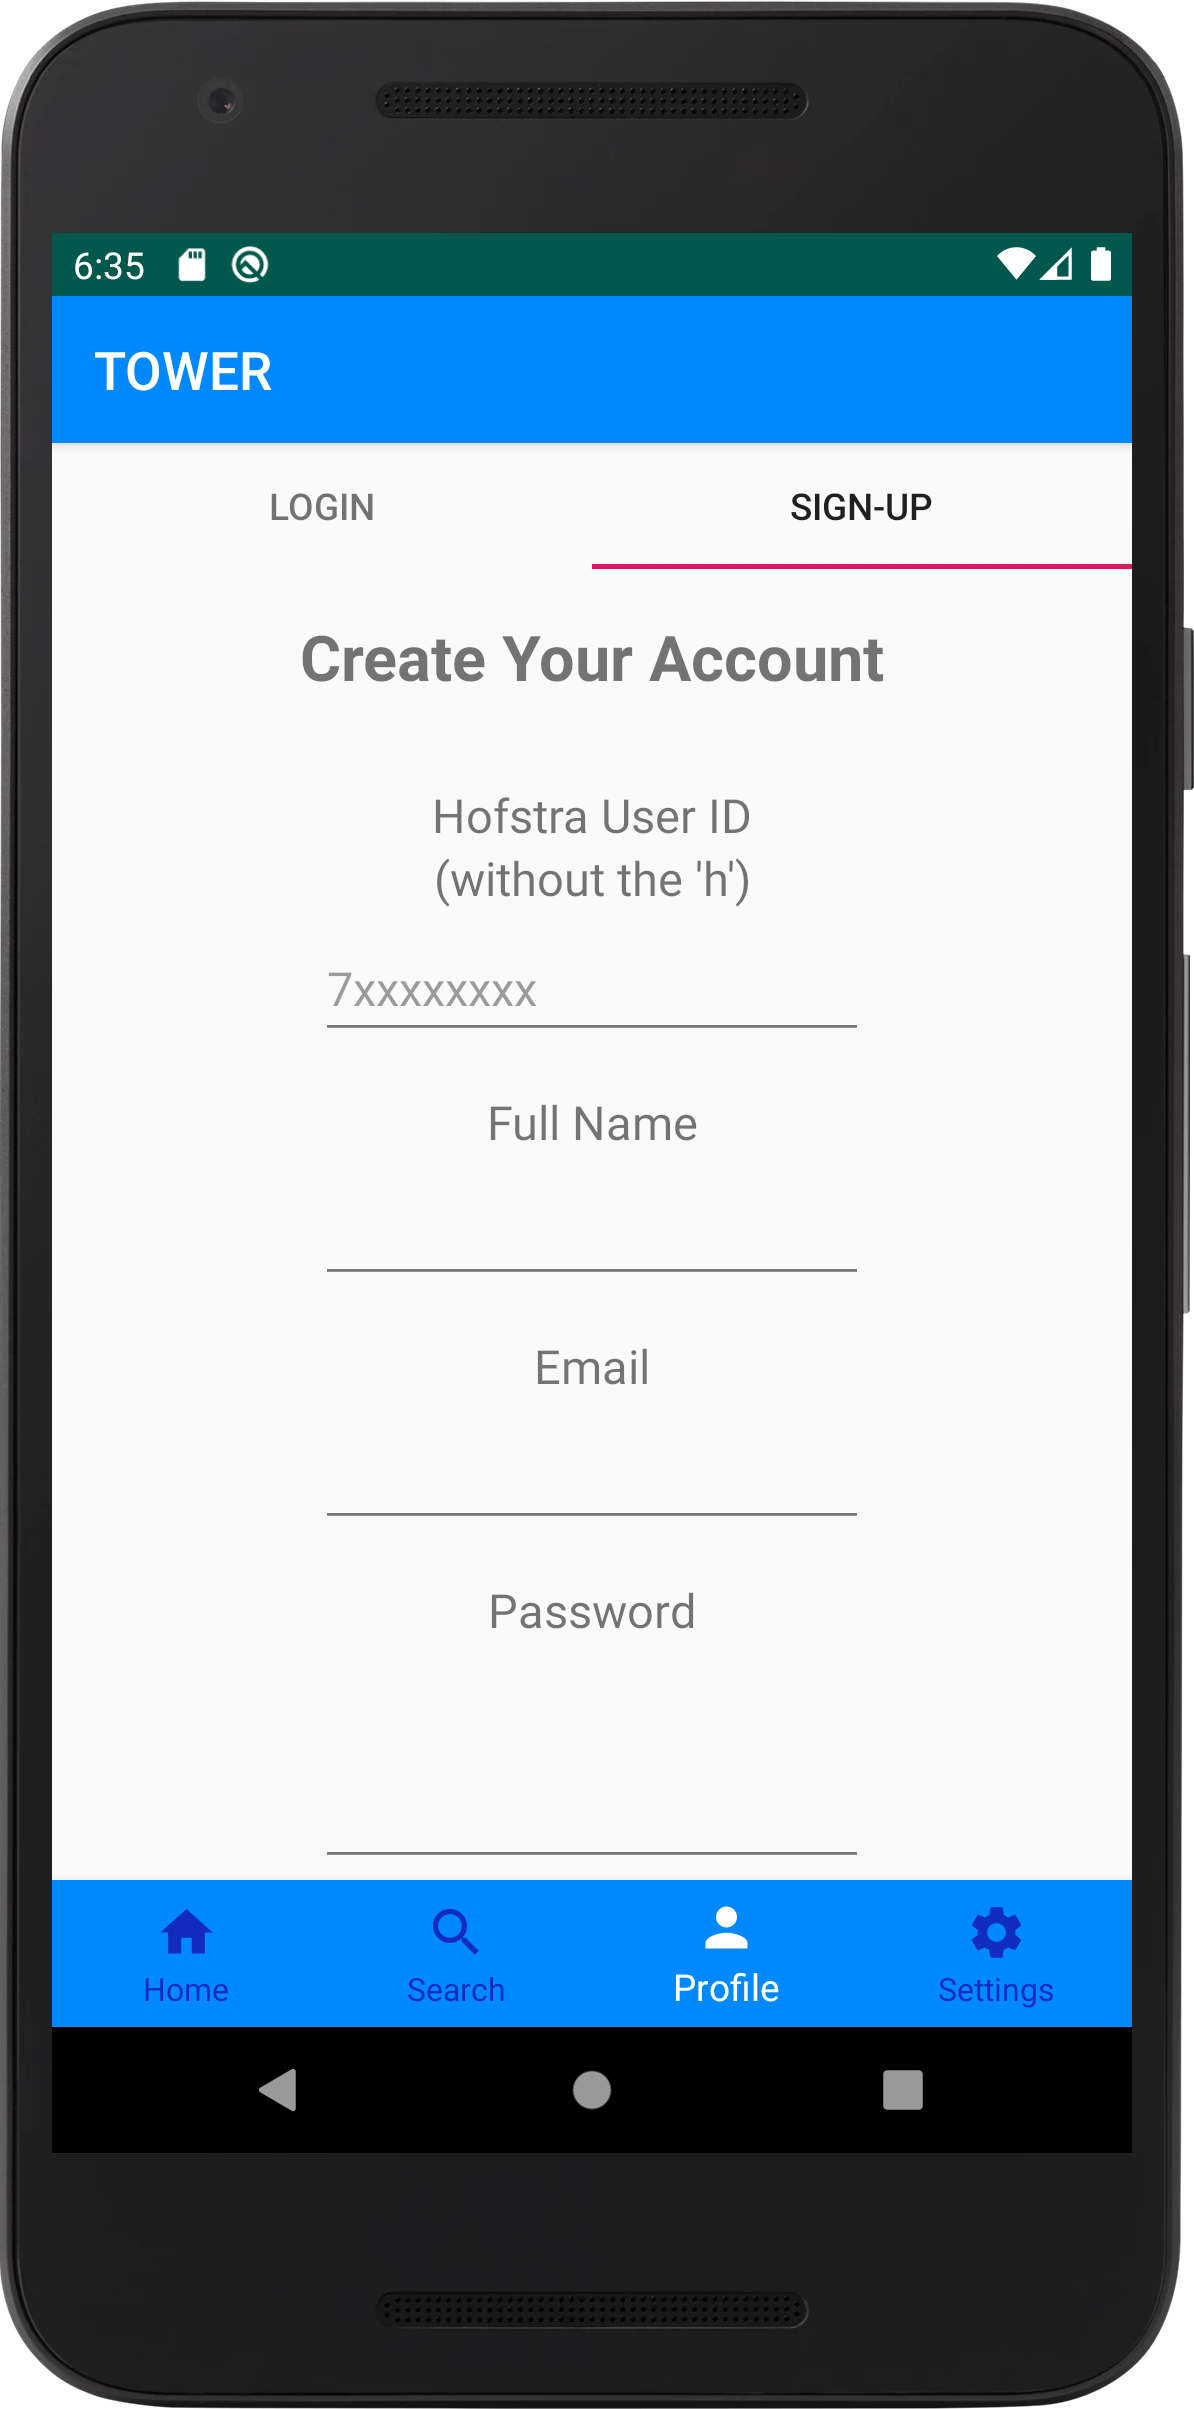 6:35
TOWER
LOGIN
SIGN-UP
Create Your Account
Hofstra User ID
(without the 'h')
7xxxxxxxx
Full Name
Email
Password
Home
Search
Profile
Settings